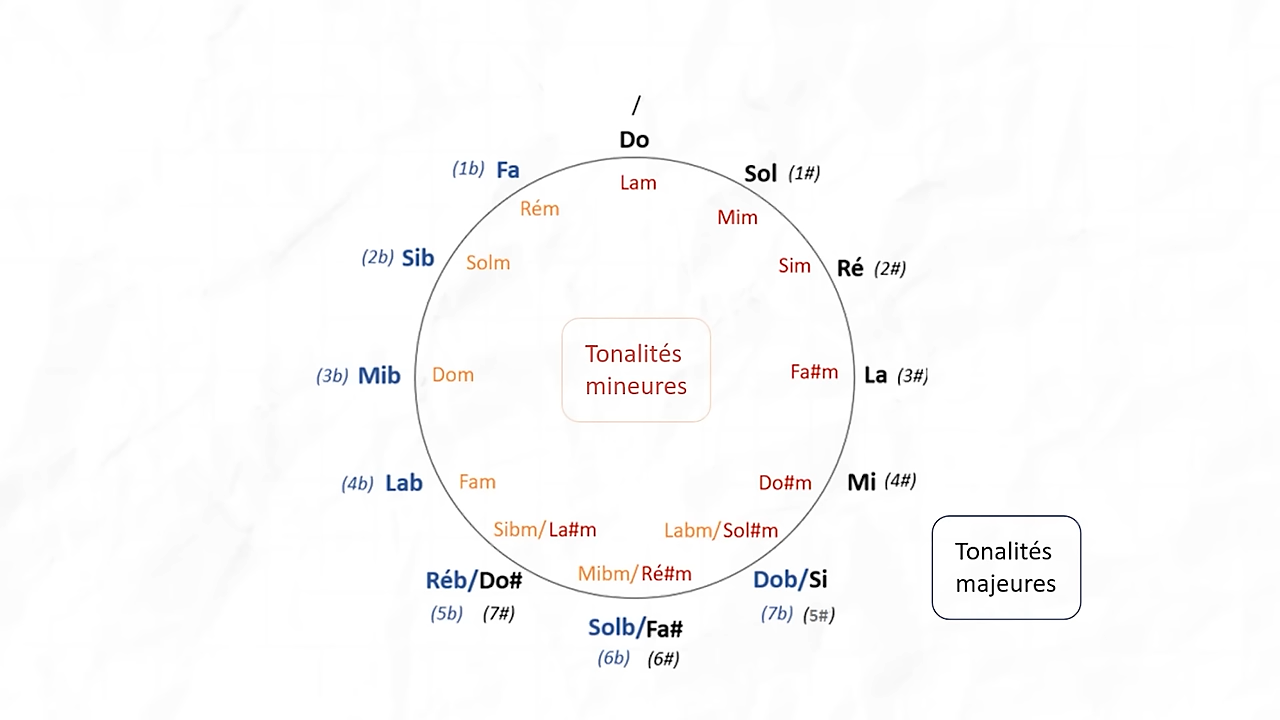 /
Do
(1b) Fa
Sol (1#)
Lam
Rém
Mim
(2b) Sib
Solm
Sim
Ré (2#)
Tonalités
mineures
(3b) Mib
Dom
Fa#m
La (3#)
(4b) Lab
Fam
Do#m
Mi (4#)
Sibm/La#m
Labm/Sol#m
Mibm/Ré#m
Tonalités
majeures
Réb/Do#
(5b) (7#)
Dob/Si
(7b) (5#)
Solb/Fa#
(6b) (6#)